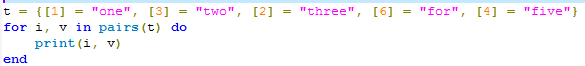 t = {[1] = "one", [3] = "two", [2] = "three", [6] = "for", [4] = "five"}
for i, v in pairs(t) do
    print(i, v)
end